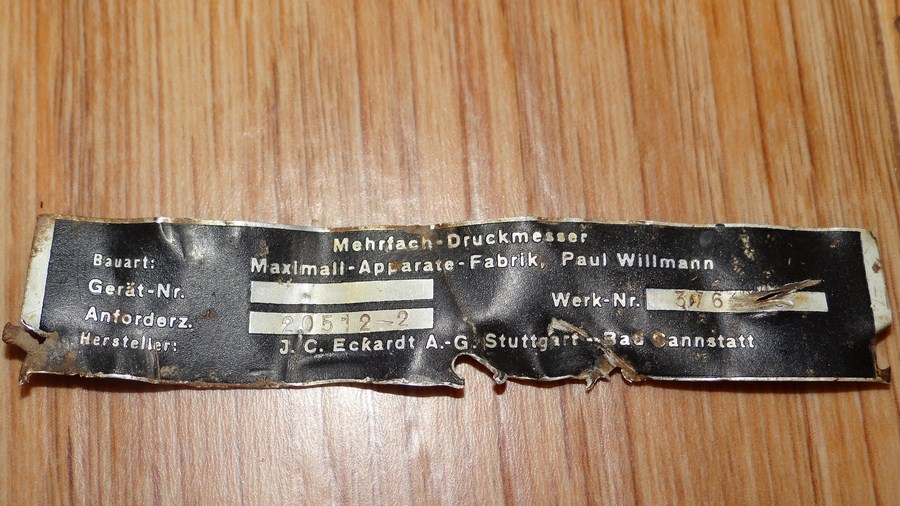 Mehrfach-Druckmesser
Bauart: Maximall-Apparate-Fabrik, Paul Willmann
Gerät-Nr. Werk-Nr.
Anforderz. 20512-2
Hersteller: J. C. Eckardt A.-G. Stuttgart-Bad Cannstatt